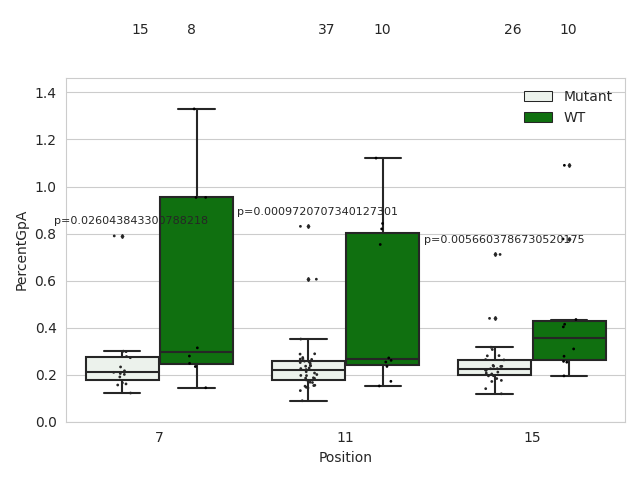 15 8 37 10 26 10
1.4
Mutant
WT
1.2
1.0
p=0.0009720707340127301
p=0.026043843300788218
0.8
p=0.0056603786730520175
PercentGpA
0.6
0.4
0.2
0.0
7 11 15
Position